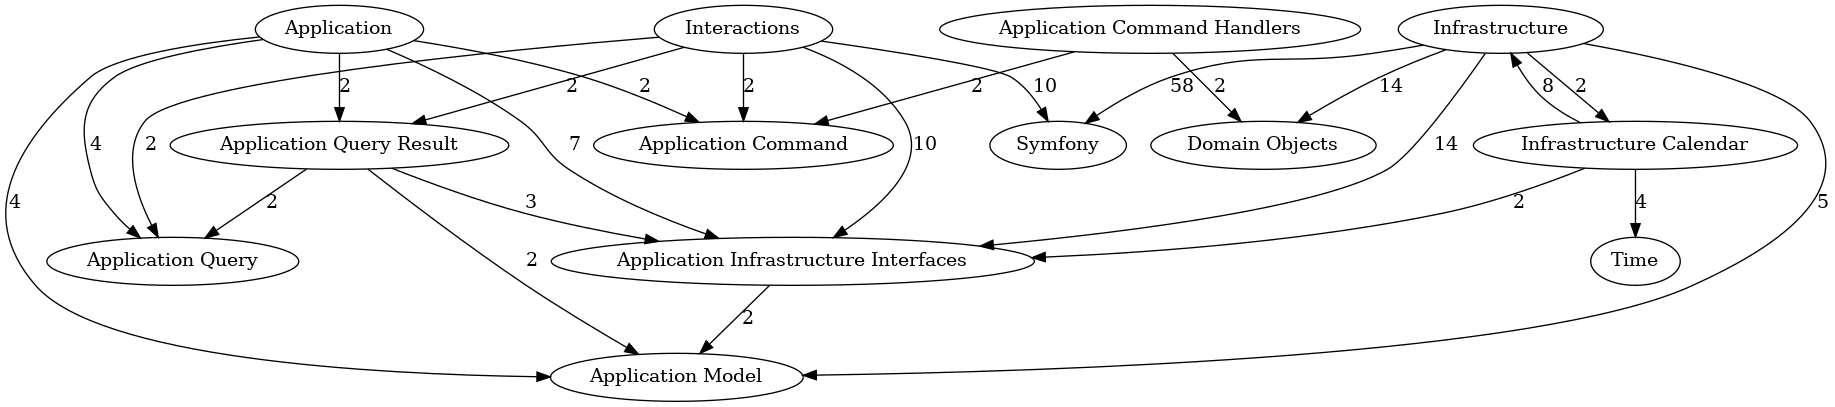 Application
Interactions
Application Command Handlers
Infrastructure
2
2
2
2
10
2
58
2
14
8
2
Application Query Result
Application Command
Symfony
Domain Objects
Infrastructure Calendar
4
2
7
10
14
4
2
3
2
4
5
2
Application Query
Application Infrastructure Interfaces
Time
2
Application Model